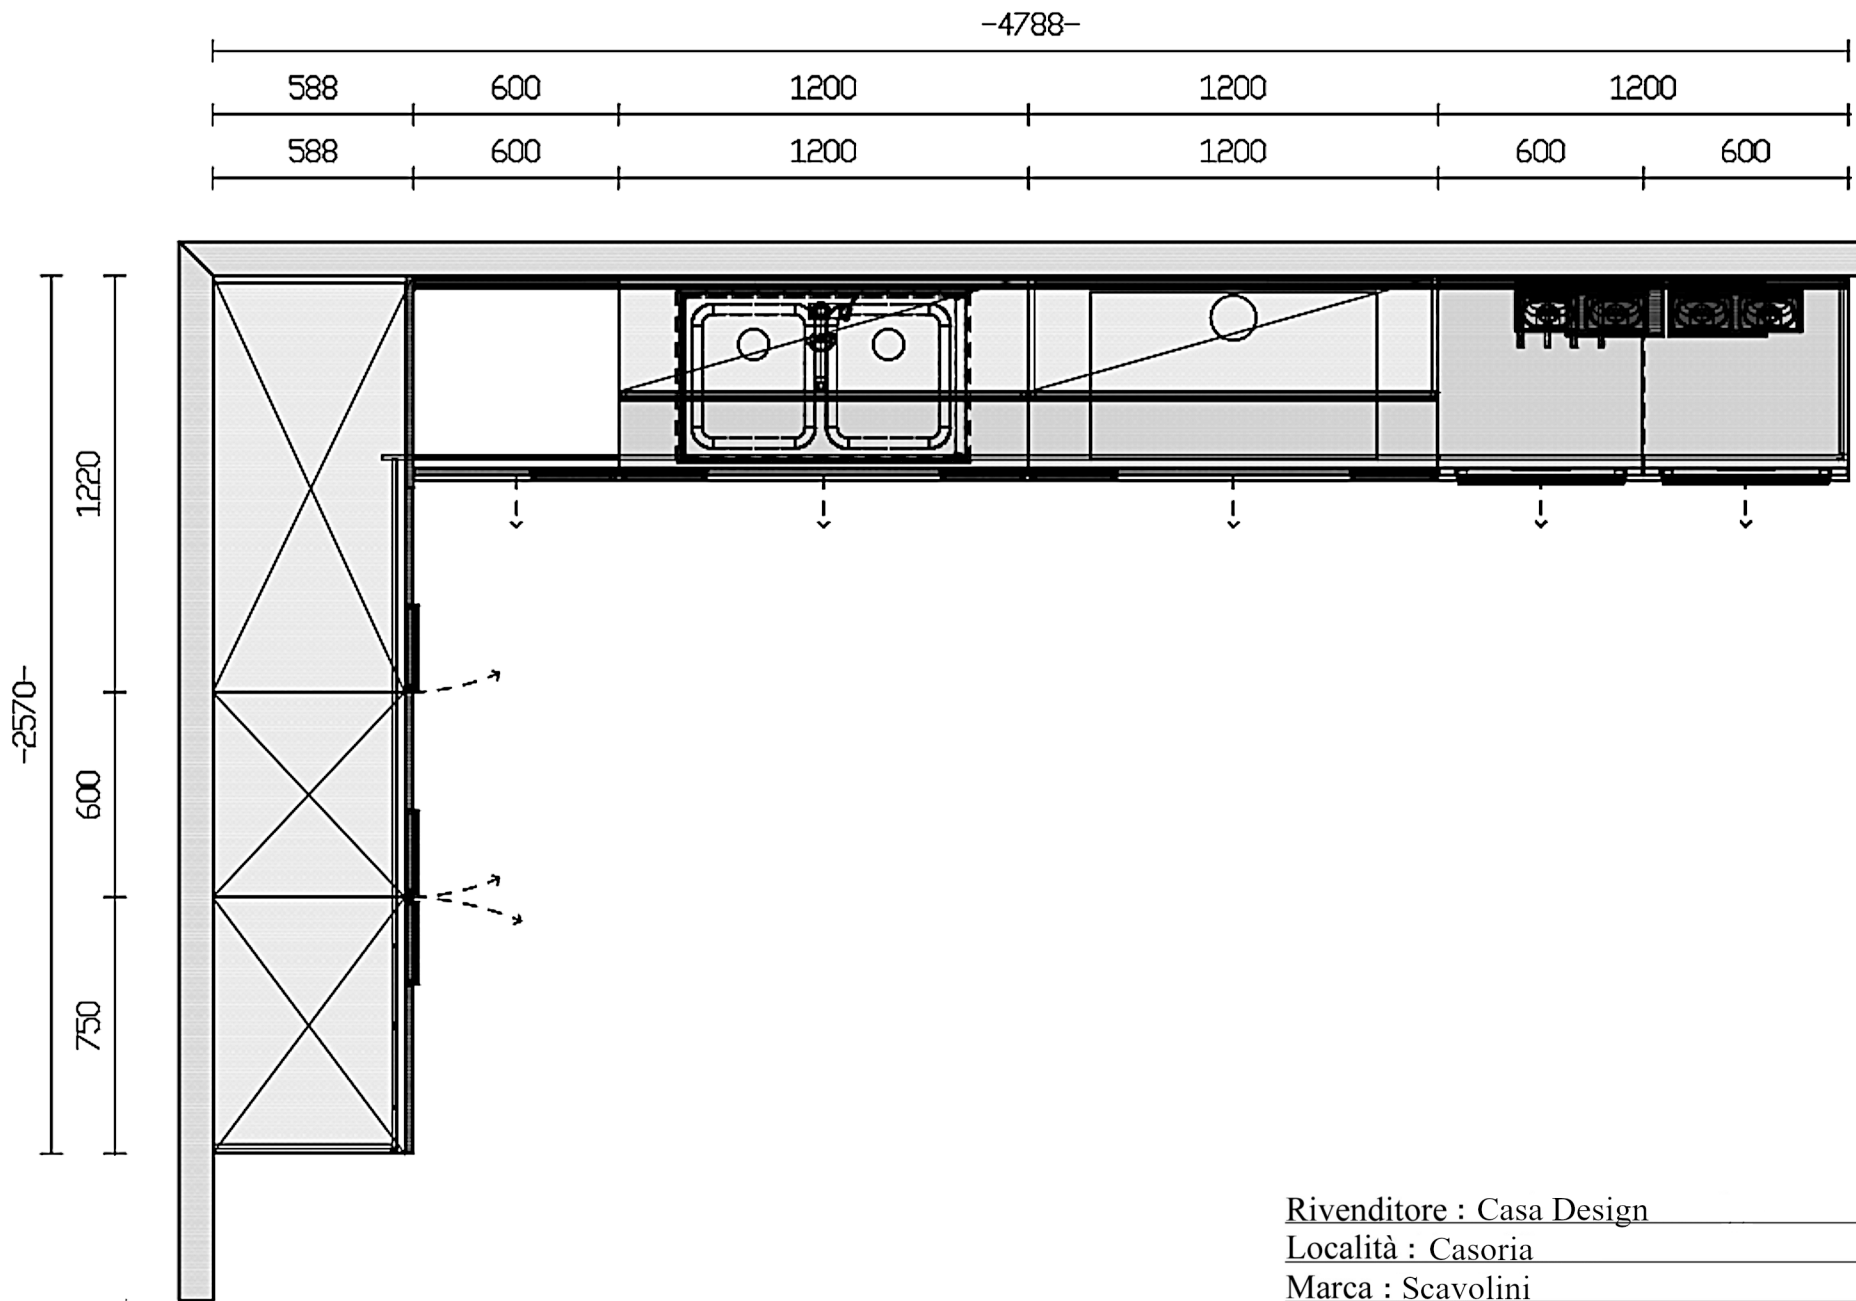 -4788-
588 600 1200 1200 1200
588 600 1200 1200 600 600
1220
-2570-
600
750
Rivenditore : Casa Design
Località : Casoria
Marca : Scavolini